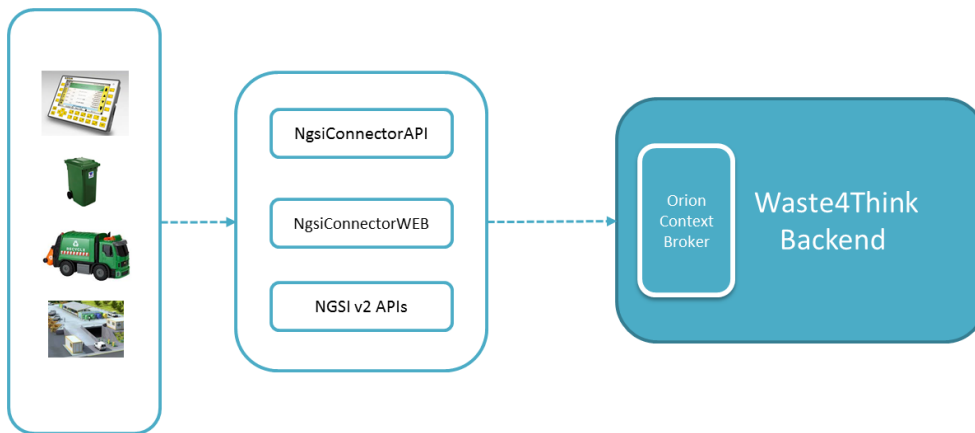 NgsiConnectorAPI
NgsiConnectorWEB
NGSI v2 APIs
Orion
Context
Broker
Waste4Think
Backend